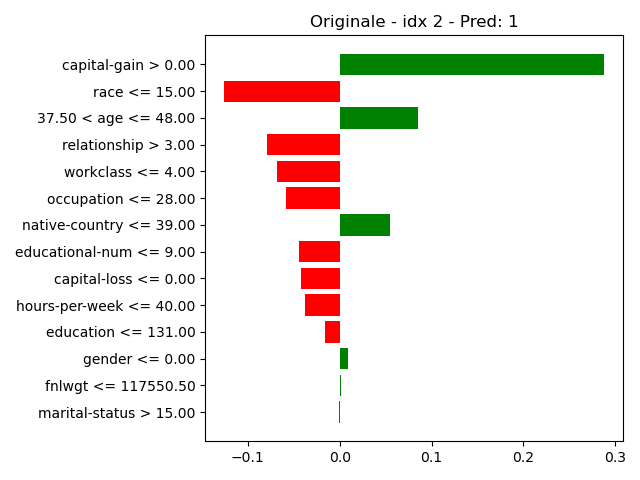 Originale - idx 2 - Pred: 1
capital-gain > 0.00
race <= 15.00
37.50 < age <= 48.00
relationship > 3.00
workclass <= 4.00
occupation <= 28.00
native-country <= 39.00
educational-num <= 9.00
capital-loss <= 0.00
hours-per-week <= 40.00
education <= 131.00
gender <= 0.00
fnlwgt <= 117550.50
marital-status > 15.00
−0.1 0.0 0.1 0.2 0.3